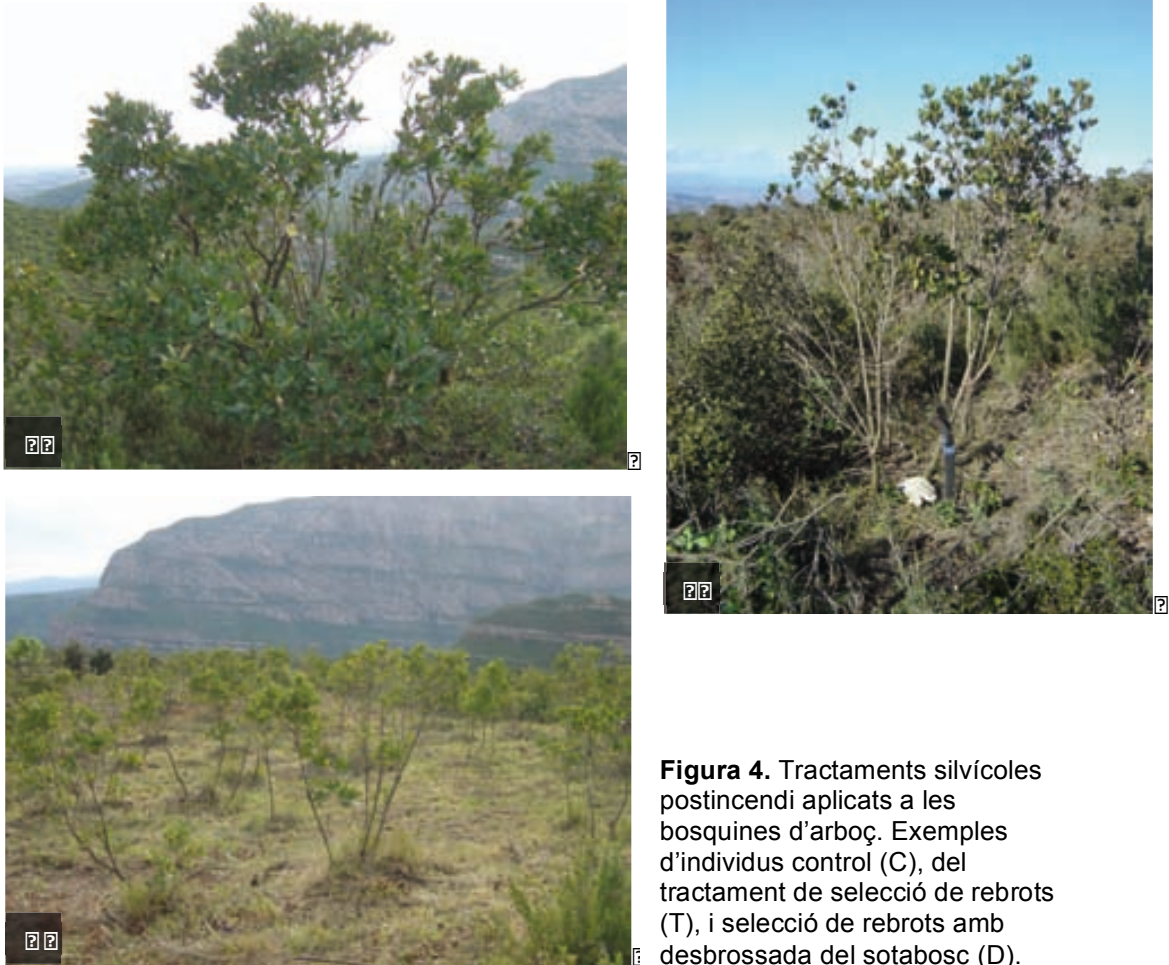 Figura 4. Tractaments silvícoles
postincendi aplicats a les
bosquines d'arboç. Exemples
d'individus control (C), del
tractament de selecció de rebrots
(T), i selecció de rebrots amb
desbrossada del sotabosc (D).